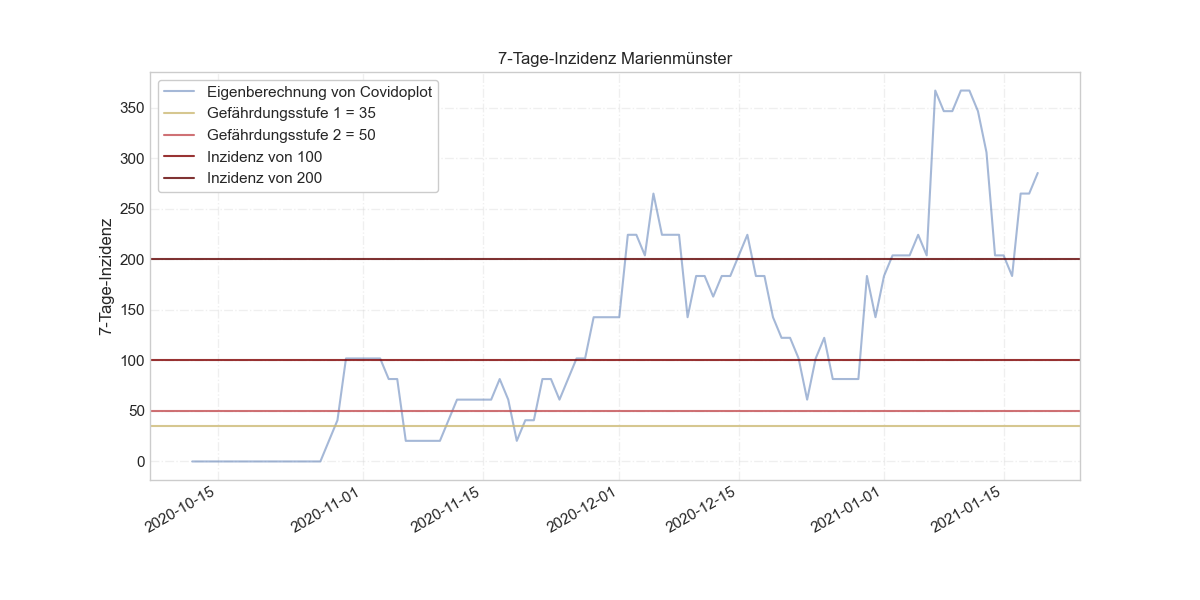 7-Tage-Inzidenz Marienmünster
Eigenberechnung von Covidoplot
Gefährdungsstufe 1 = 35
Gefährdungsstufe 2 = 50
Inzidenz von 100
Inzidenz von 200
7-Tage-Inzidenz
350
300
250
200
150
100
50
0
2020-10-15
2020-11-01
2020-11-15
2020-12-01
2020-12-15
2021-01-01
2021-01-15